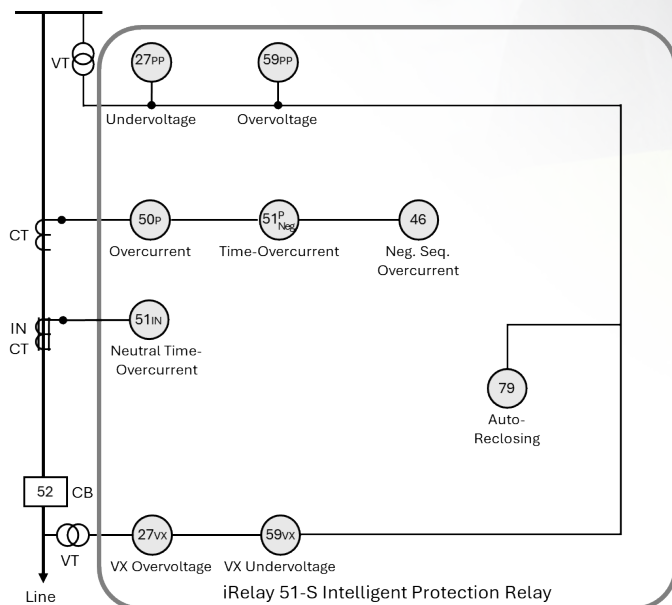 VT
27PP
59PP
Undervoltage
Overvoltage
CT
50P
51P Neg
46
Overcurrent
Time-Overcurrent
Neg. Seq.
Overcurrent
IN
CT
51IN
Neutral Time-
Overcurrent
79
Auto-
Reclosing
52
CB
27VX
59VX
VT
VX Overvoltage
VX Undervoltage
Line
iRelay 51-S Intelligent Protection Relay